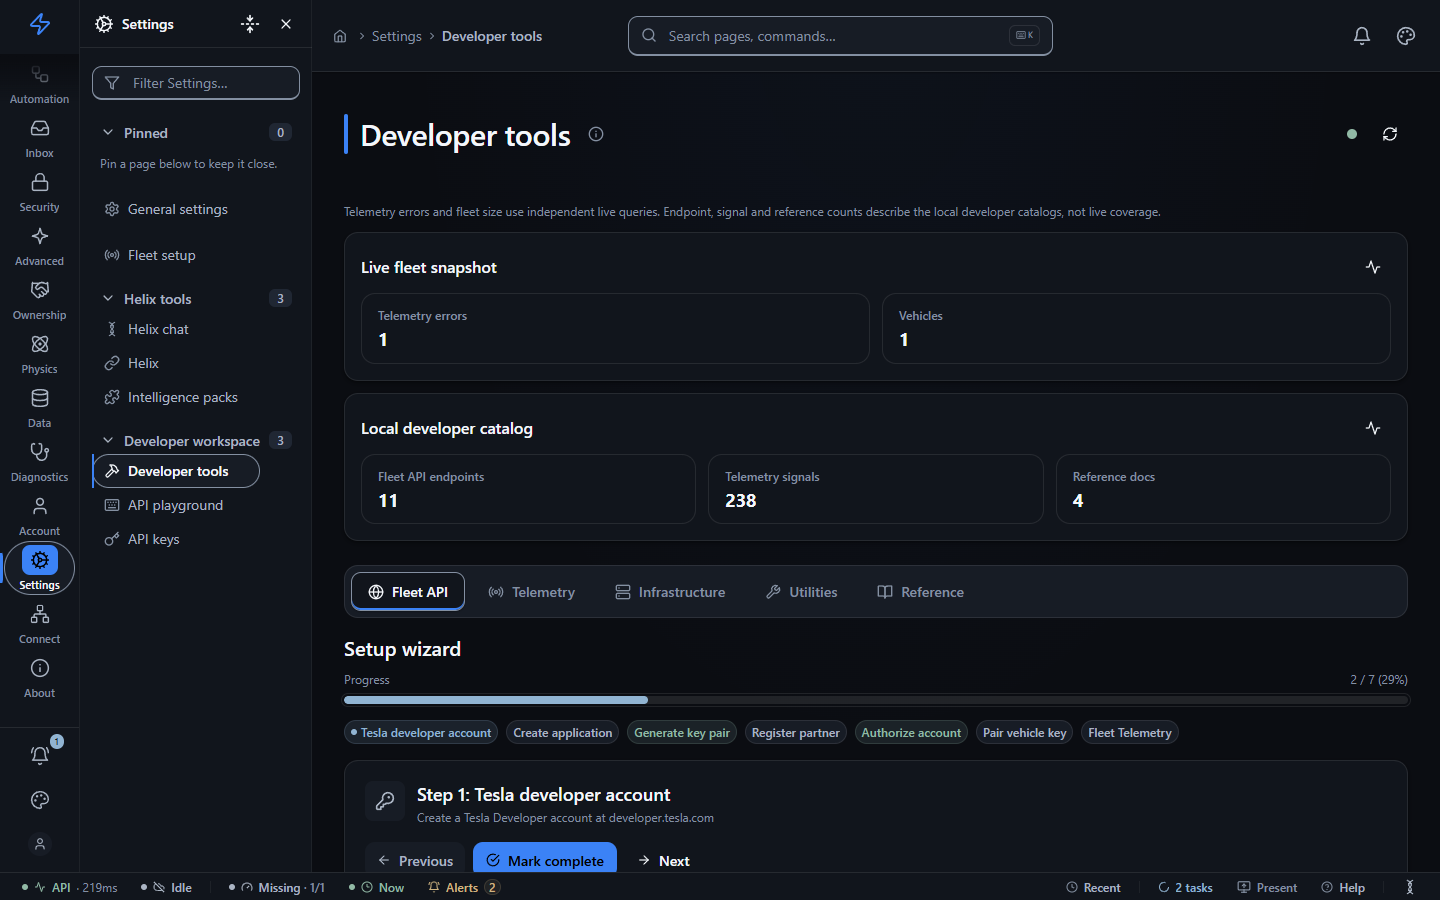 Settings
Filter Settings...
Pinned 0
Pin a page below to keep it close.
General settings
Fleet setup
Helix tools 3
Helix chat
Helix
Intelligence packs
Developer workspace 3
Developer tools
API playground
API keys
Automation
Inbox
Security
Advanced
Ownership
Physics
Data
Diagnostics
Account
Settings
Connect
About
1
Settings
Developer tools
Search pages, commands...
K
Developer tools
Telemetry errors and fleet size use independent live queries. Endpoint, signal and reference counts describe the local developer catalogs, not live coverage.
Live fleet snapshot
Telemetry errors
1
Vehicles
1
Local developer catalog
Fleet API endpoints
11
Telemetry signals
238
Reference docs
4
Fleet API
Telemetry
Infrastructure
Utilities
Reference
Setup wizard
Progress
2 / 7 (29%)
Tesla developer account
Create application
Generate key pair
Register partner
Authorize account
Pair vehicle key
Fleet Telemetry
Step 1: Tesla developer account
Create a Tesla Developer account at developer.tesla.com
Previous
Mark complete
Next
API · 219ms
Idle
Missing · 1/1
Now
Alerts 2
Recent
2 tasks
Present
Help